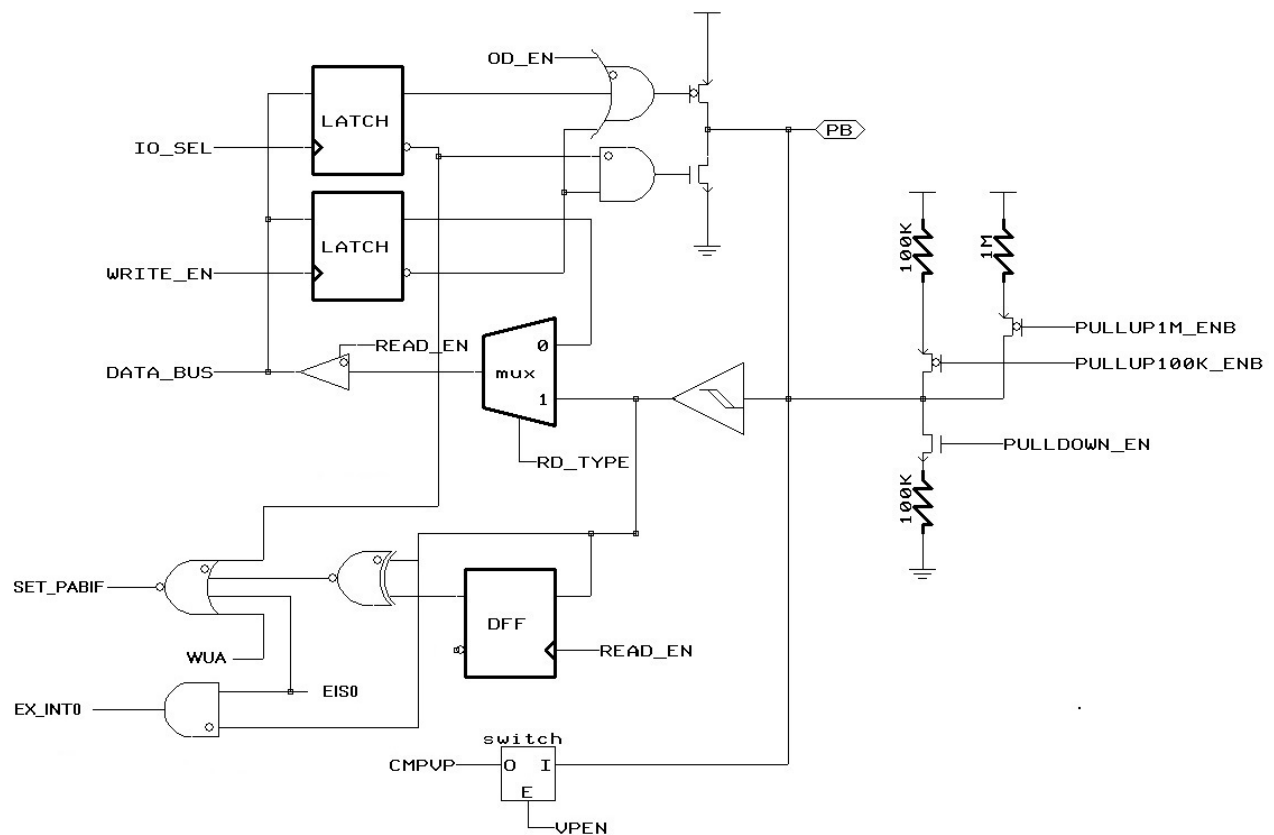 OD_EN
LATCH
PB
IO_SEL
LATCH
100K
1M
WRITE_EN
PULLUP1M_ENB
READ_EN
0
PULLUP100K_ENB
DATA_BUS
mux
1
PULLDOWN_EN
RD_TYPE
100K
SET_PABIF
DFF
READ_EN
WUA
EIS0
EX_INT0
switch
CMPVP
O I
E
VPEN